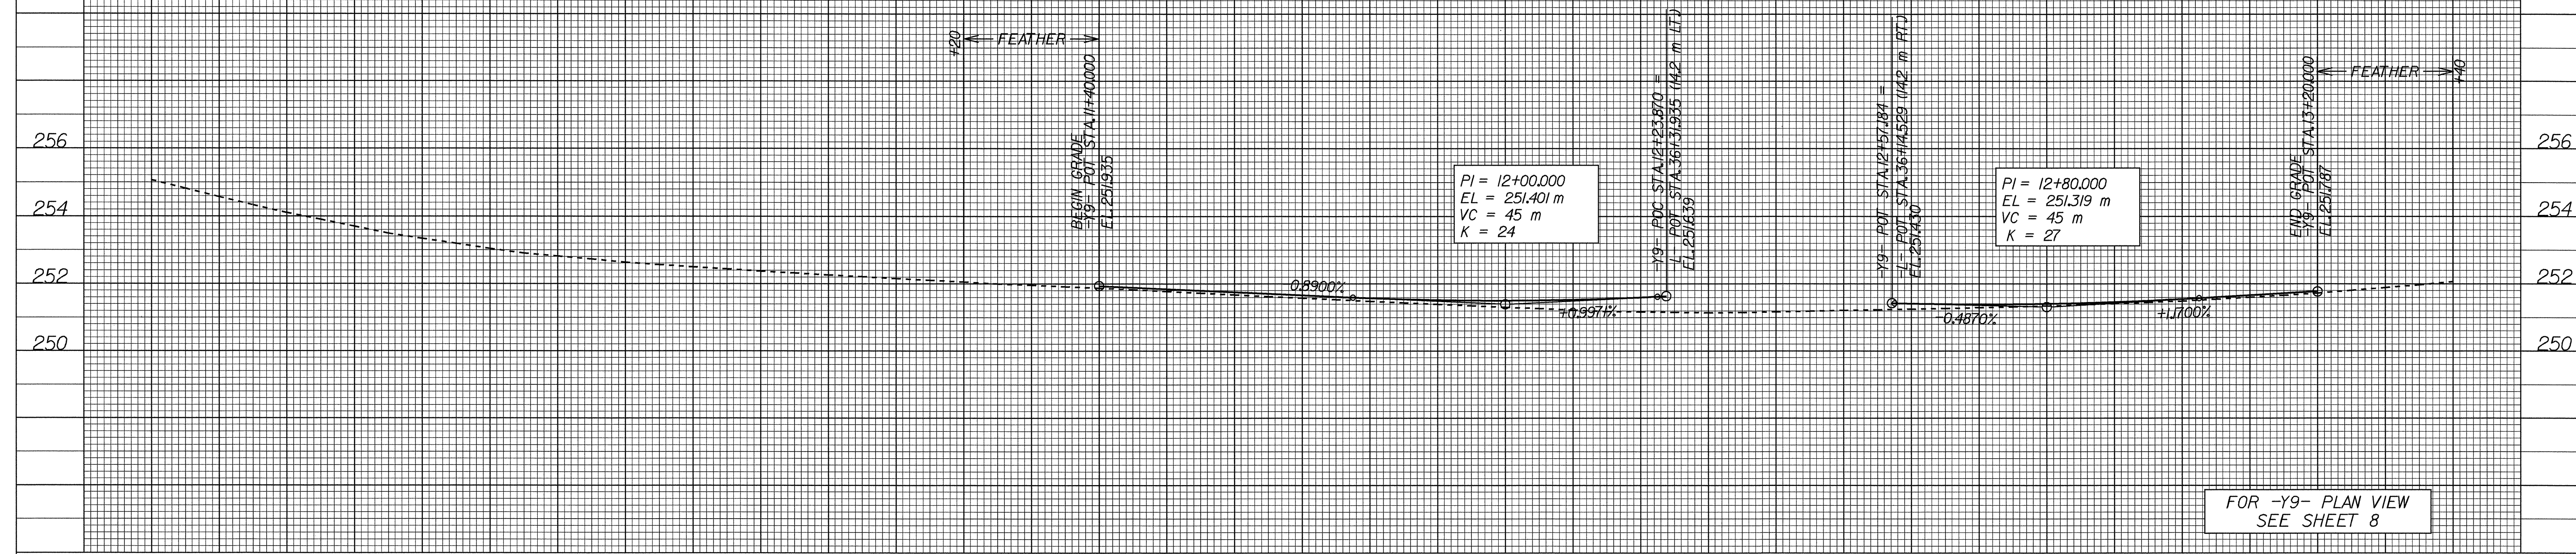 +20
FEATHER
BEGIN GRADE
-Y9- POT STA.11+40.000
EL.251.935
-Y9- POC STA.12+23.870 =
-L- POT STA.36+31.935 (14.2 m LT.)
EL.251.639
-Y9- POT STA.12+57.184 =
-L- POT STA.36+14.529 (14.2 m RT.)
EL.251.430
END GRADE
-Y9- POT STA.13+20.000
EL.251.787
FEATHER
+40
256
256
PI = 12+00.000
EL = 251.401 m
VC = 45 m
K = 24
PI = 12+80.000
EL = 251.319 m
VC = 45 m
K = 27
254
254
252
252
-0.8900%
+0.9971%
-0.4870%
+1.1700%
250
250
FOR -Y9- PLAN VIEW
SEE SHEET 8